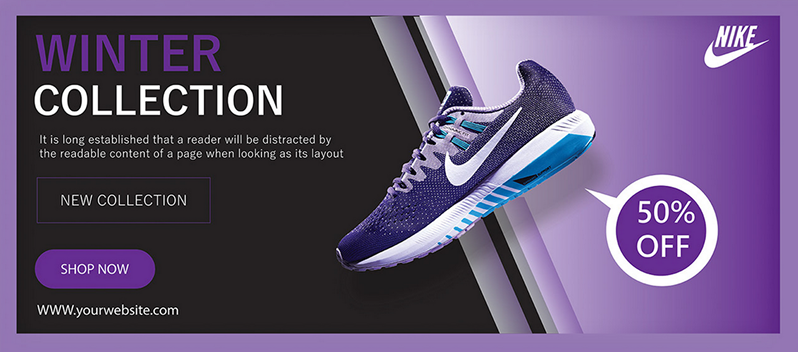 WINTER
COLLECTION
It is long established that a reader will be distracted by
the readable content of a page when looking as its layout
NEW COLLECTION
SHOP NOW
WWW.yourwebsite.com
NIKE
50%
OFF